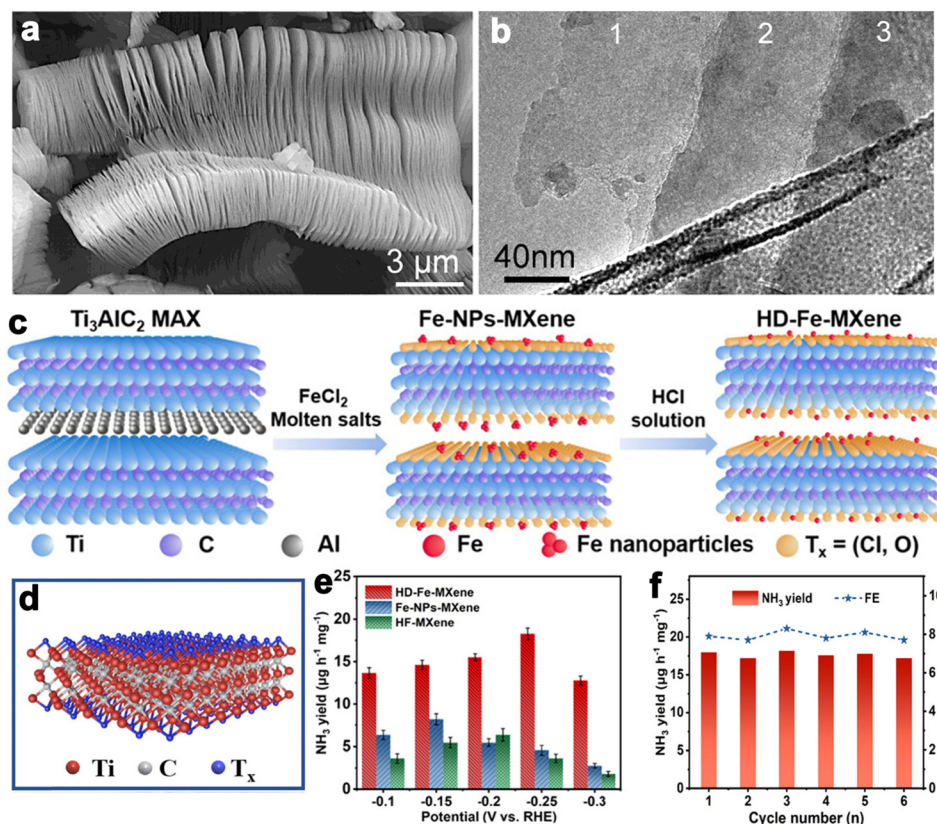 a
3 µm
b
1 2 3
40nm
c
Ti₃AlC₂ MAX
Fe-NPs-MXene
HD-Fe-MXene
FeCl₂
Molten salts
HCl
solution
Ti
C
Al
Fe
Fe nanoparticles
Tₓ = (Cl, O)
d
Ti
C
Tₓ
e
NH₃ yield (µg h⁻¹ mg⁻¹)
25
20
15
10
5
0
HD-Fe-MXene
Fe-NPs-MXene
HF-MXene
-0.1 -0.15 -0.2 -0.25 -0.3
Potential (V vs. RHE)
f
NH₃ yield (µg h⁻¹ mg⁻¹)
25
20
15
10
5
0
NH₃ yield
FE
8
6
4
2
0
1 2 3 4 5 6
Cycle number (n)